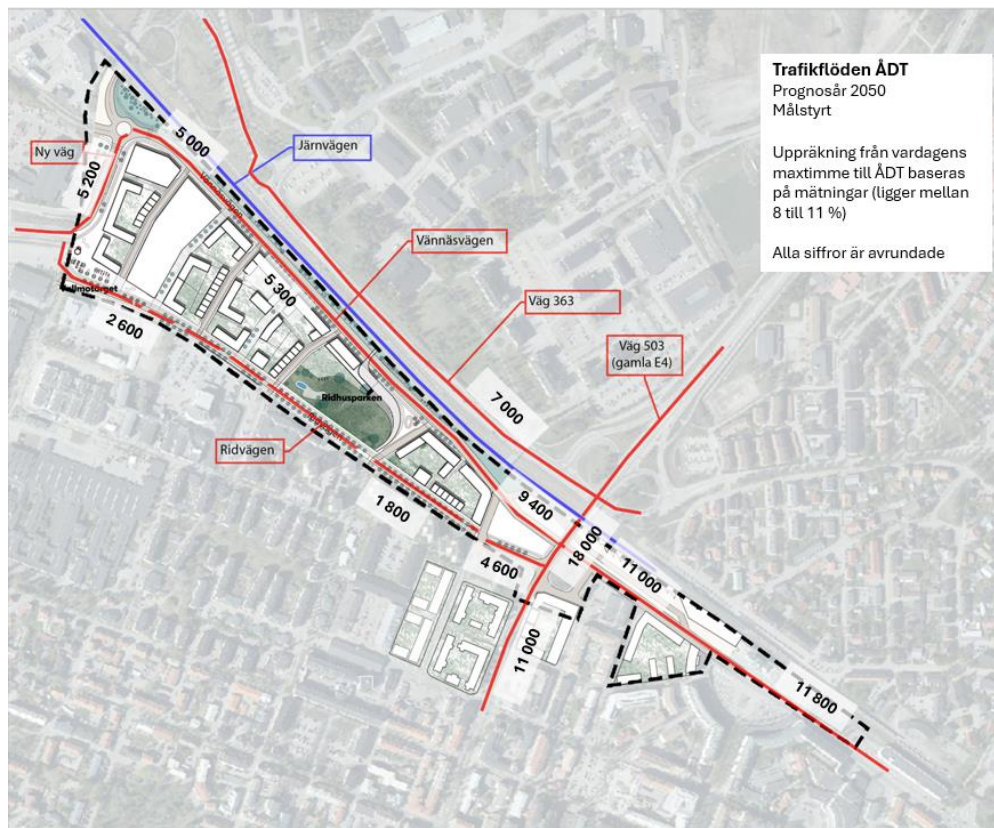 Trafikflöden ÅDT
Prognosår 2050
Målstyrt
Uppräkning från vardagens
maxtimme till ÅDT baseras
på mätningar (ligger mellan
8 till 11 %)
Alla siffror är avrundade
5 000
Järnvägen
Ny väg
5 200
Vännäsvägen
Vännäsvägen
5 300
Väg 363
2 600
Väg 503
(gamla E4)
7 000
Ridhusparken
Ridvägen
1 800
9 400
18 000
11 000
4 600
11 000
11 800